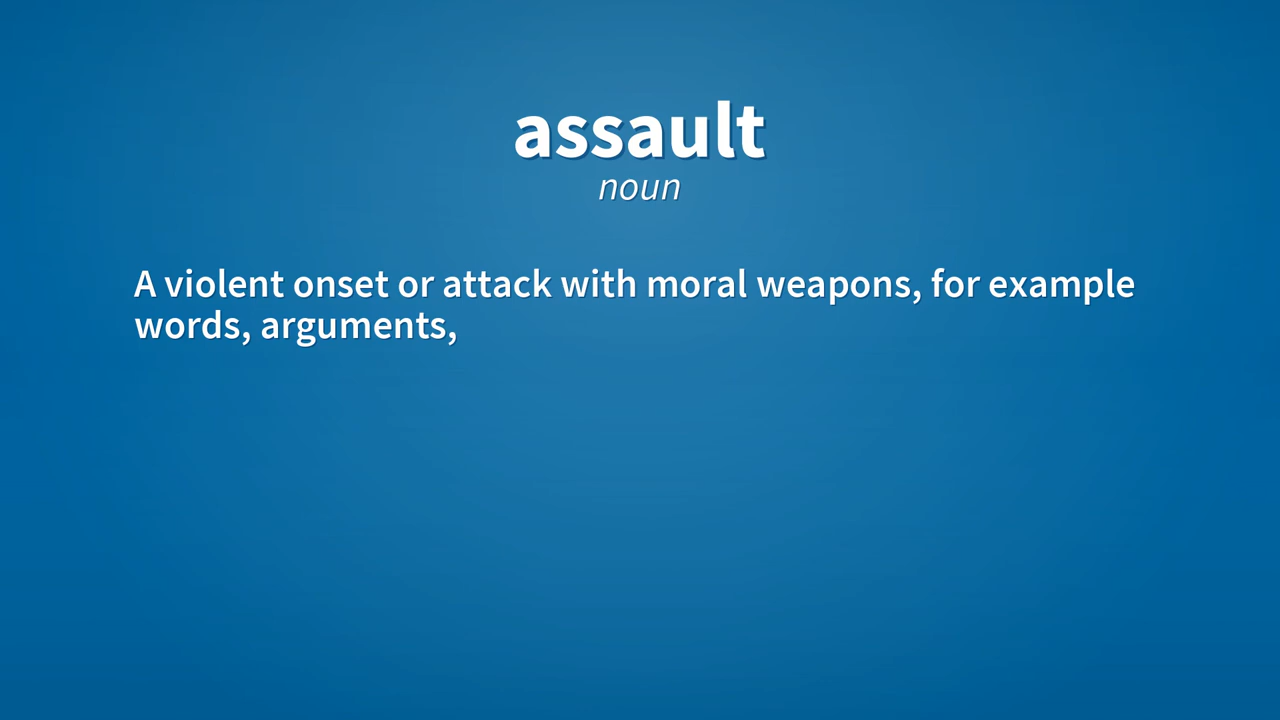 assault
noun
A violent onset or attack with moral weapons, for example
words, arguments,